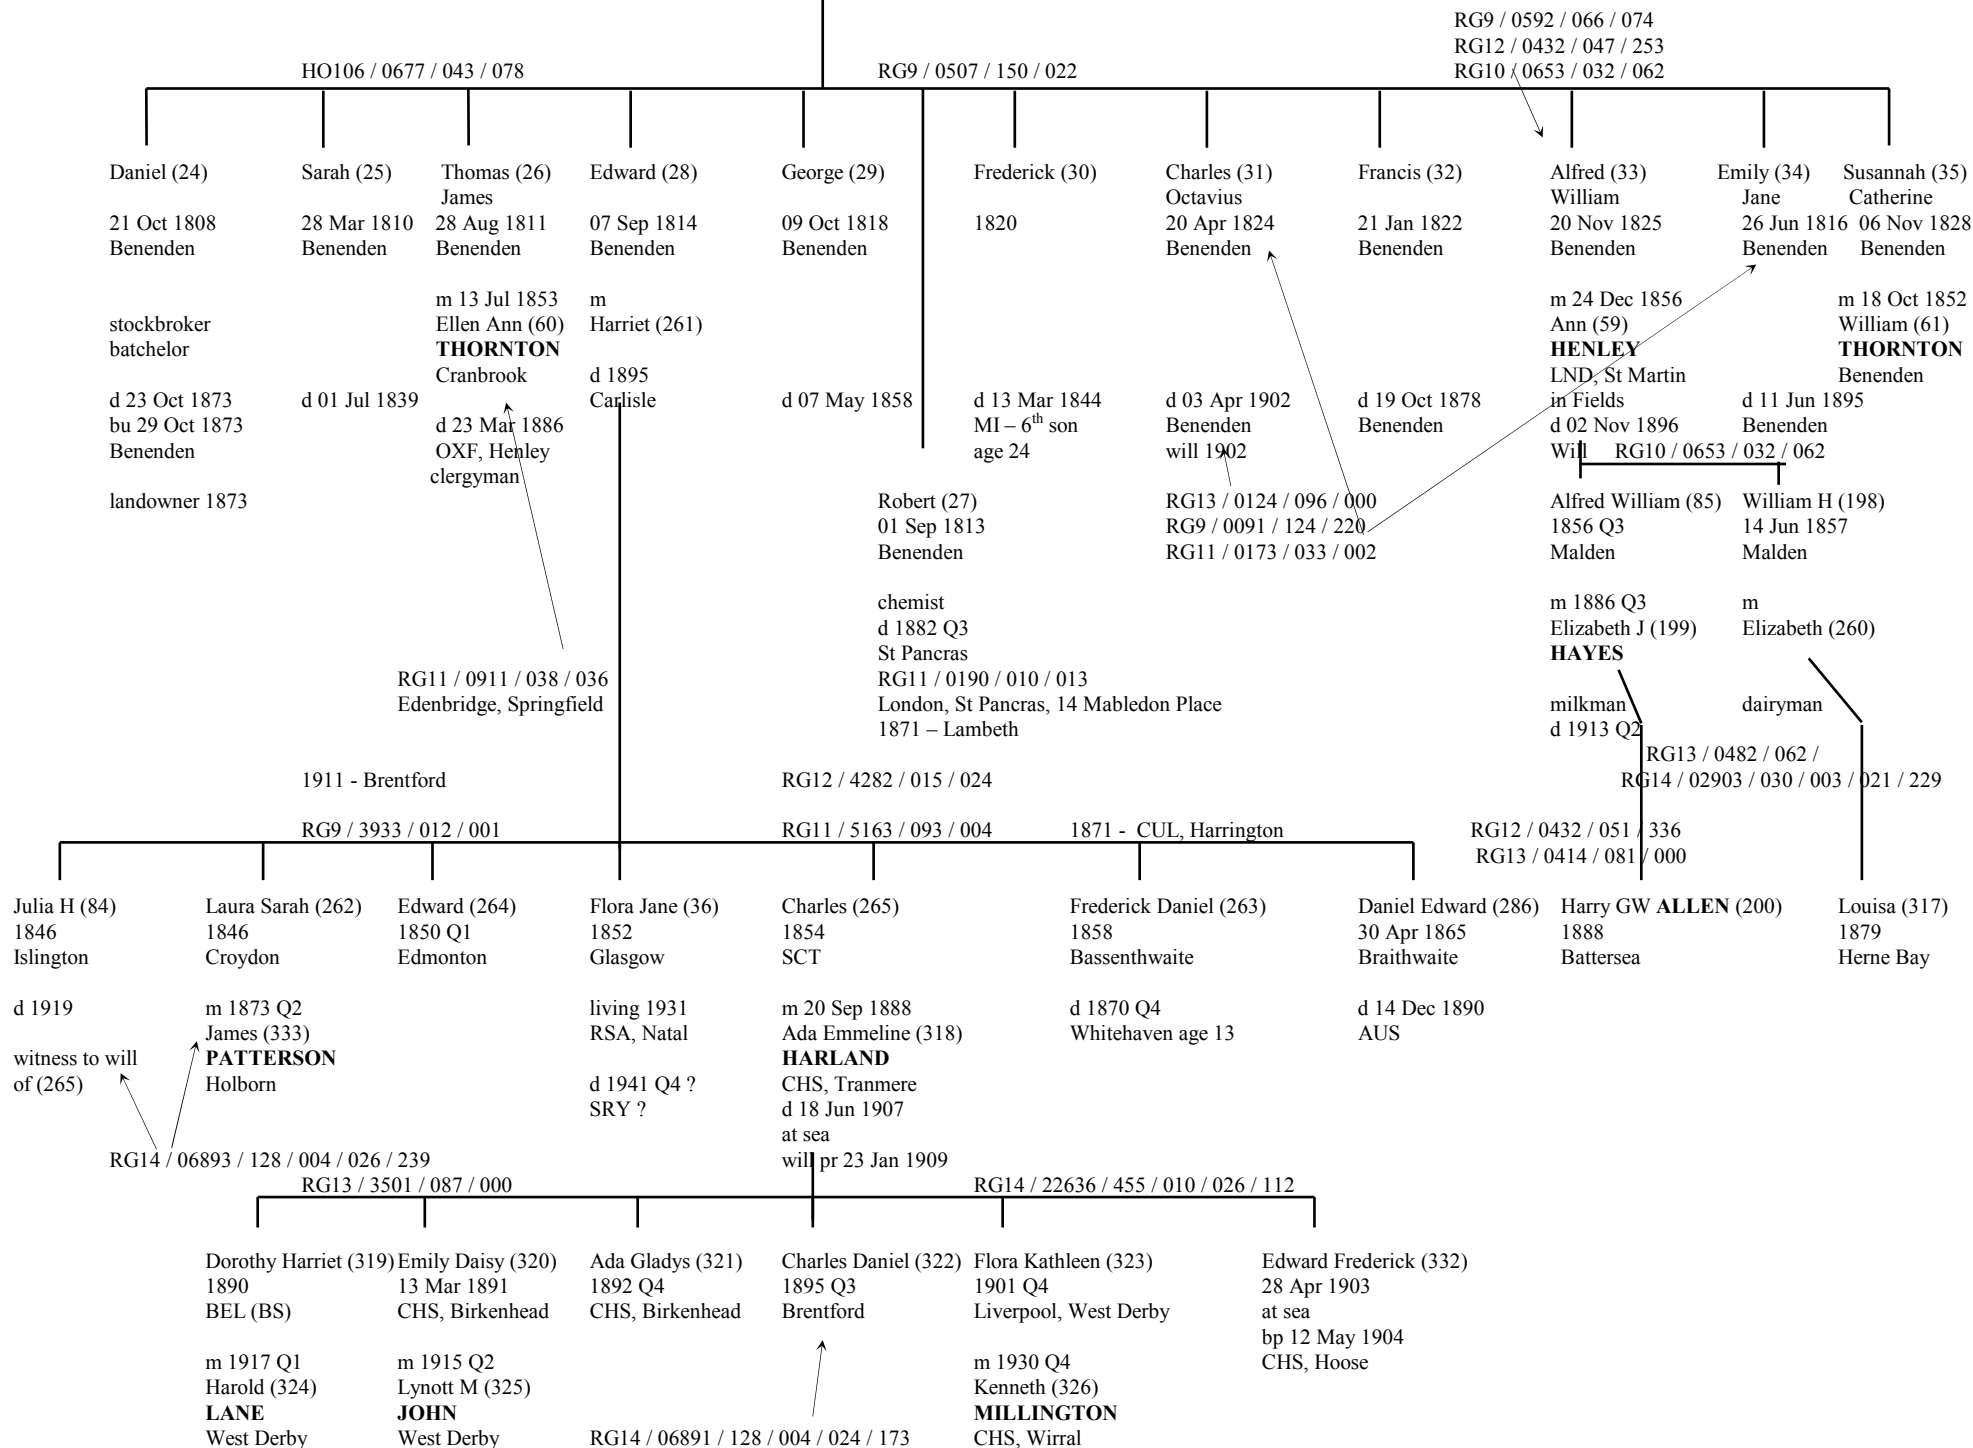 RG9 / 0592 / 066 / 074
RG12 / 0432 / 047 / 253
HO106 / 0677 / 043 / 078
RG9 / 0507 / 150 / 022
RG10 / 0653 / 032 / 062
Daniel (24)
21 Oct 1808
Benenden
stockbroker
batchelor
d 23 Oct 1873
bu 29 Oct 1873
Benenden
landowner 1873
Sarah (25)
28 Mar 1810
Benenden
d 01 Jul 1839
Thomas (26)
James
28 Aug 1811
Benenden
m 13 Jul 1853
Ellen Ann (60)
THORNTON
Cranbrook
d 23 Mar 1886
OXF, Henley
clergyman
RG11 / 0911 / 038 / 036
Edenbridge, Springfield
Edward (28)
07 Sep 1814
Benenden
m
Harriet (261)
d 1895
Carlisle
George (29)
09 Oct 1818
Benenden
d 07 May 1858
Robert (27)
01 Sep 1813
Benenden
chemist
d 1882 Q3
St Pancras
RG11 / 0190 / 010 / 013
London, St Pancras, 14 Mabledon Place
1871 – Lambeth
Frederick (30)
1820
d 13 Mar 1844
MI – 6th son
age 24
Charles (31)
Octavius
20 Apr 1824
Benenden
d 03 Apr 1902
Benenden
will 1902
RG13 / 0124 / 096 / 000
RG9 / 0091 / 124 / 220
RG11 / 0173 / 033 / 002
Francis (32)
21 Jan 1822
Benenden
d 19 Oct 1878
Benenden
Alfred (33)
William
20 Nov 1825
Benenden
m 24 Dec 1856
Ann (59)
HENLEY
LND, St Martin
in Fields
d 02 Nov 1896
Will
RG10 / 0653 / 032 / 062
Emily (34)
Jane
26 Jun 1816
Benenden
d 11 Jun 1895
Benenden
Susannah (35)
Catherine
06 Nov 1828
Benenden
m 18 Oct 1852
William (61)
THORNTON
Benenden
Alfred William (85)
1856 Q3
Malden
m 1886 Q3
Elizabeth J (199)
HAYES
milkman
d 1913 Q2
William H (198)
14 Jun 1857
Malden
m
Elizabeth (260)
dairyman
RG13 / 0482 / 062 /
RG14 / 02903 / 030 / 003 / 021 / 229
1911 - Brentford
RG12 / 4282 / 015 / 024
RG9 / 3933 / 012 / 001
RG11 / 5163 / 093 / 004
1871 - CUL, Harrington
RG12 / 0432 / 051 / 336
RG13 / 0414 / 081 / 000
Julia H (84)
1846
Islington
d 1919
witness to will
of (265)
Laura Sarah (262)
1846
Croydon
m 1873 Q2
James (333)
PATTERSON
Holborn
RG14 / 06893 / 128 / 004 / 026 / 239
Edward (264)
1850 Q1
Edmonton
Flora Jane (36)
1852
Glasgow
living 1931
RSA, Natal
d 1941 Q4 ?
SRY ?
Charles (265)
1854
SCT
m 20 Sep 1888
Ada Emmeline (318)
HARLAND
CHS, Tranmere
d 18 Jun 1907
at sea
will pr 23 Jan 1909
Frederick Daniel (263)
1858
Bassenthwaite
d 1870 Q4
Whitehaven age 13
Daniel Edward (286)
30 Apr 1865
Braithwaite
d 14 Dec 1890
AUS
Harry GW ALLEN (200)
1888
Battersea
Louisa (317)
1879
Herne Bay
RG13 / 3501 / 087 / 000
RG14 / 22636 / 455 / 010 / 026 / 112
Dorothy Harriet (319)
1890
BEL (BS)
m 1917 Q1
Harold (324)
LANE
West Derby
Emily Daisy (320)
13 Mar 1891
CHS, Birkenhead
m 1915 Q2
Lynott M (325)
JOHN
West Derby
Ada Gladys (321)
1892 Q4
CHS, Birkenhead
Charles Daniel (322)
1895 Q3
Brentford
RG14 / 06891 / 128 / 004 / 024 / 173
Flora Kathleen (323)
1901 Q4
Liverpool, West Derby
m 1930 Q4
Kenneth (326)
MILLINGTON
CHS, Wirral
Edward Frederick (332)
28 Apr 1903
at sea
bp 12 May 1904
CHS, Hoose